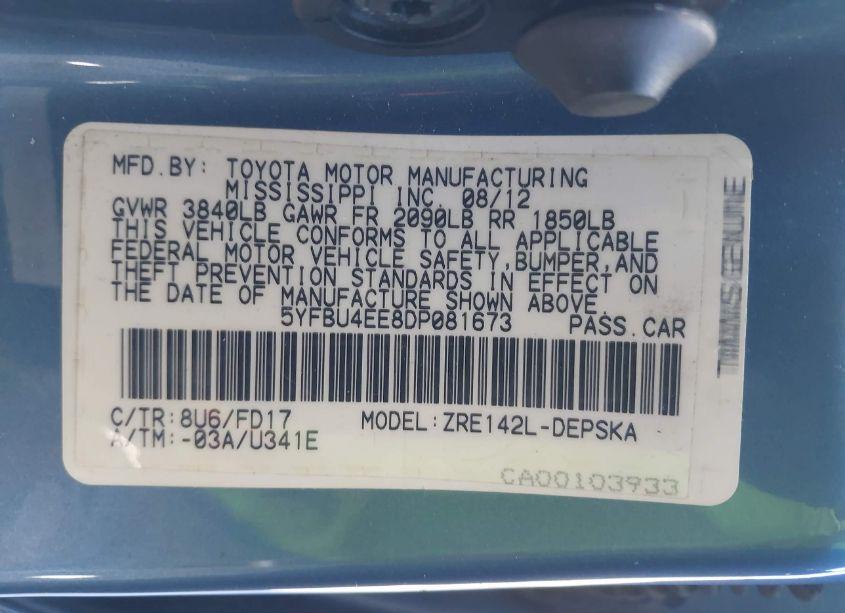 MFD.BY: TOYOTA MOTOR MANUFACTURING
MISSISSIPPI INC. 08/12
GVWR 3840LB GAWR FR 2090LB RR 1850LB
THIS VEHICLE CONFORMS TO ALL APPLICABLE
FEDERAL MOTOR VEHICLE SAFETY,BUMPER,AND
THEFT PREVENTION STANDARDS IN EFFECT ON
THE DATE OF MANUFACTURE SHOWN ABOVE.
5YFBU4EE8DP081673 PASS.CAR
C/TR:8U6/FD17 MODEL:ZRE142L-DEPSKA
A/TM:-03A/U341E
CA00103933
GENUINE